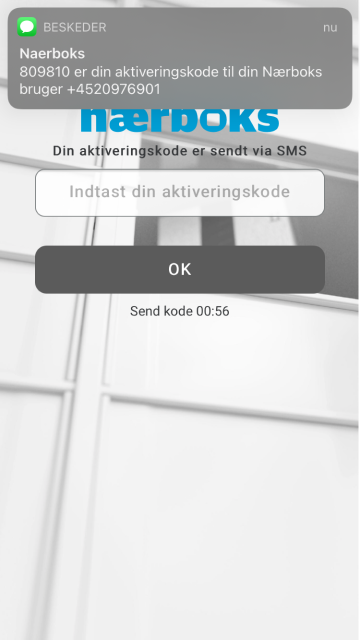 BESKEDER nu
Naerboks
809810 er din aktiveringskode til din Nærboks
bruger +4520976901
nærboks
Din aktiveringskode er sendt via SMS
Indtast din aktiveringskode
OK
Send kode 00:56